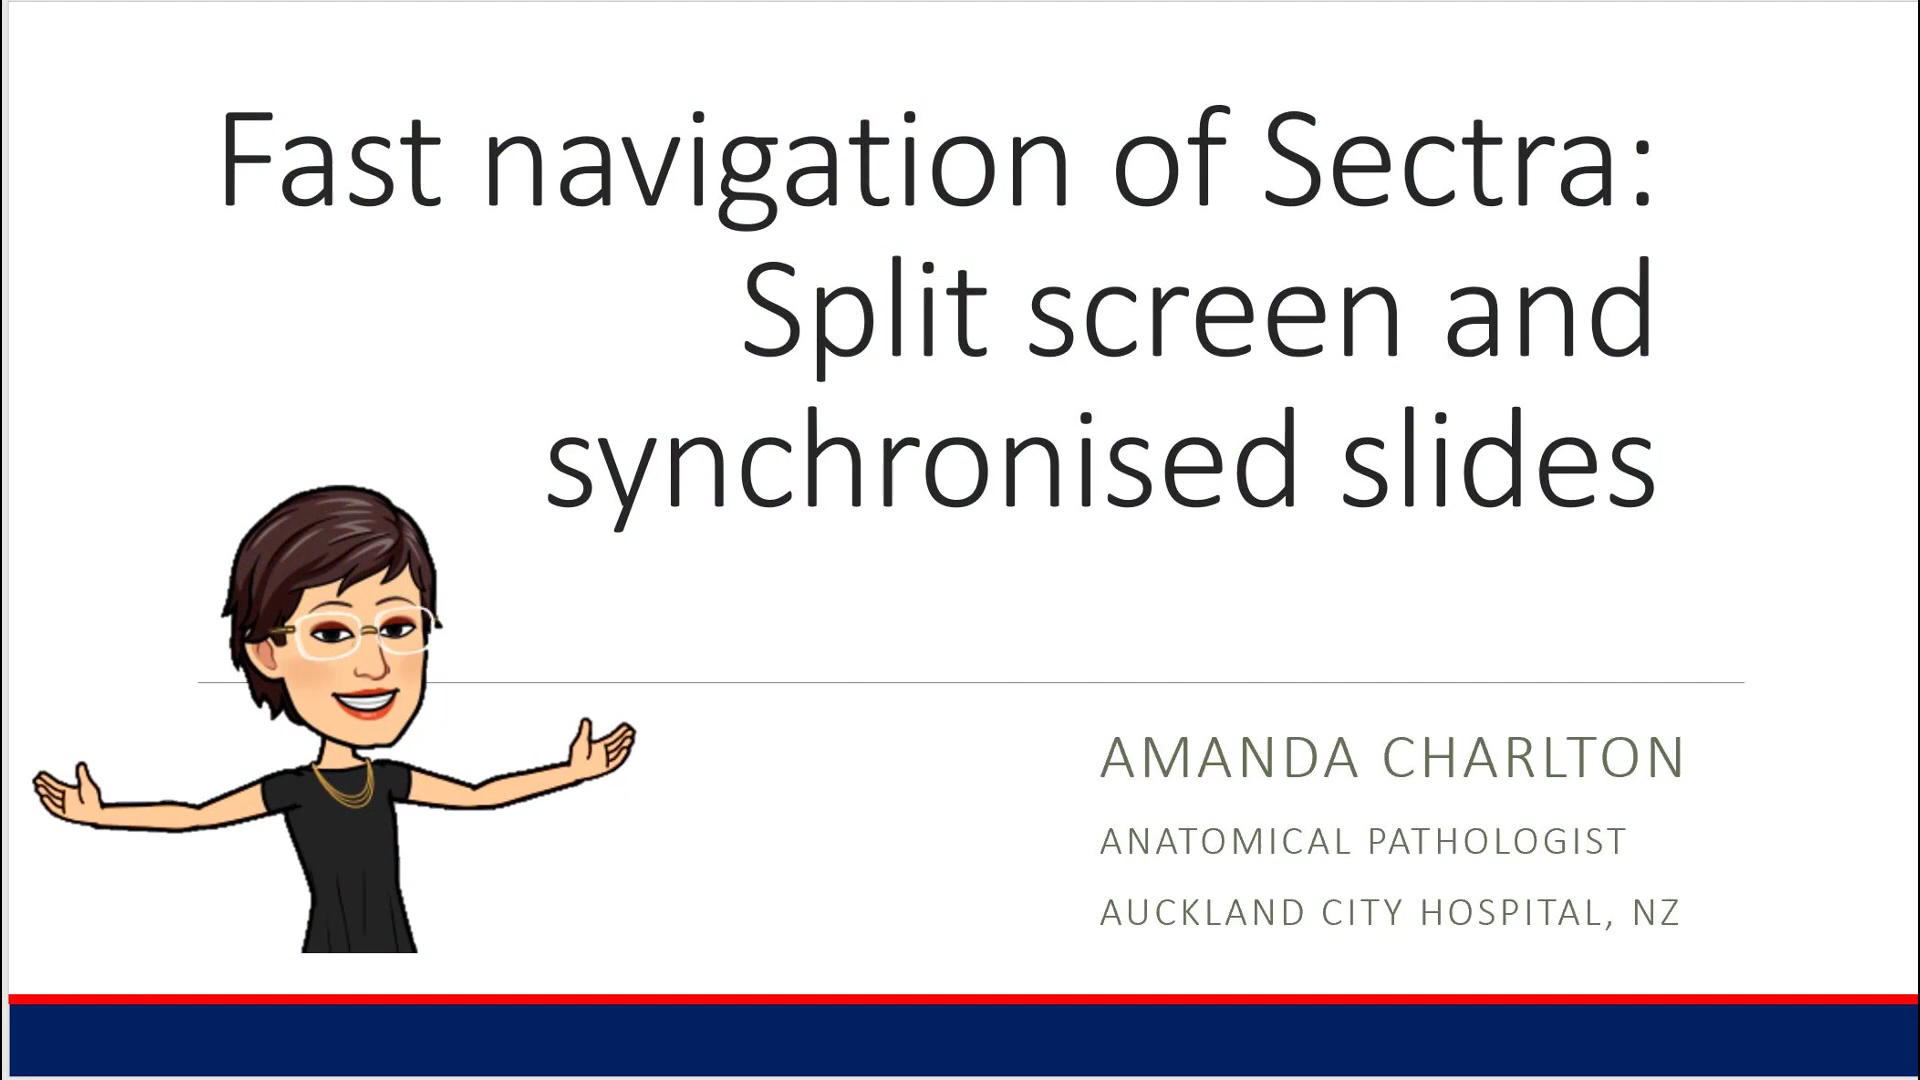 Fast navigation of Sectra:
Split screen and
synchronised slides
AMANDA CHARLTON
ANATOMICAL PATHOLOGIST
AUCKLAND CITY HOSPITAL, NZ